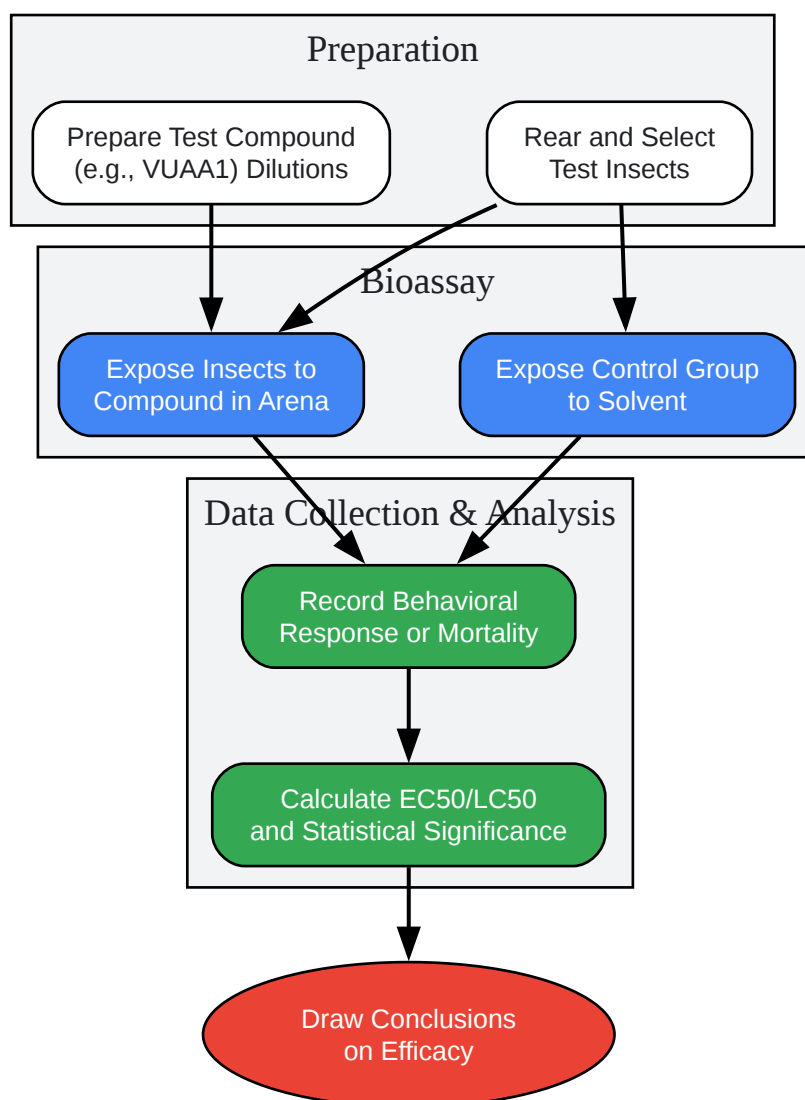 Preparation
Prepare Test Compound
(e.g., VUAA1) Dilutions
Rear and Select
Test Insects
Bioassay
Expose Insects to
Compound in Arena
Expose Control Group
to Solvent
Data Collection & Analysis
Record Behavioral
Response or Mortality
Calculate EC50/LC50
and Statistical Significance
Draw Conclusions
on Efficacy